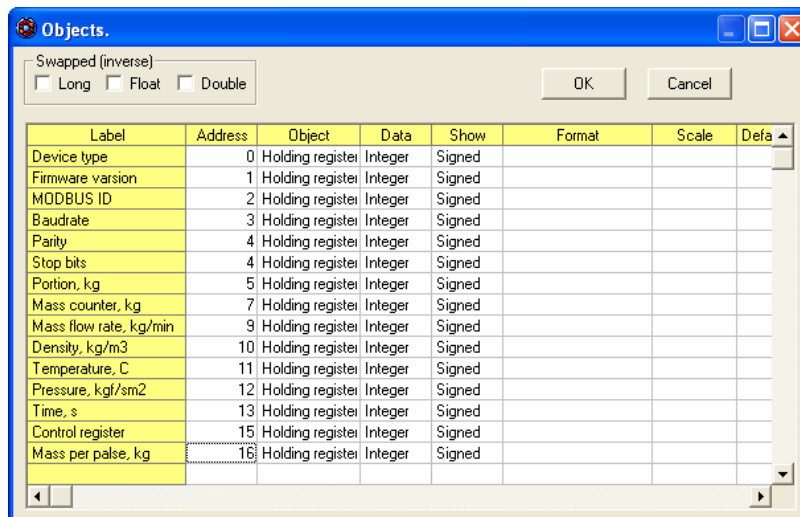 Objects.
Swapped (inverse)
Long Float Double OK Cancel
Label Address Object Data Show Format Scale Defa
Device type 0 Holding register Integer Signed
Firmware varsion 1 Holding register Integer Signed
MODBUS ID 2 Holding register Integer Signed
Baudrate 3 Holding register Integer Signed
Parity 4 Holding register Integer Signed
Stop bits 4 Holding register Integer Signed
Portion, kg 5 Holding register Integer Signed
Mass counter, kg 7 Holding register Integer Signed
Mass flow rate, kg/min 9 Holding register Integer Signed
Density, kg/m3 10 Holding register Integer Signed
Temperature, C 11 Holding register Integer Signed
Pressure, kgf/sm2 12 Holding register Integer Signed
Time, s 13 Holding register Integer Signed
Control register 15 Holding register Integer Signed
Mass per palse, kg 16 Holding register Integer Signed